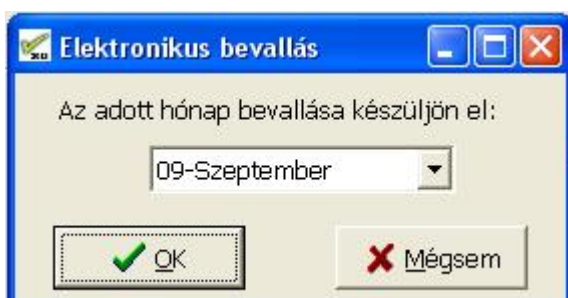 Elektronikus bevallás
Az adott hónap bevallása készüljön el:
09-Szeptember
OK
Mégsem